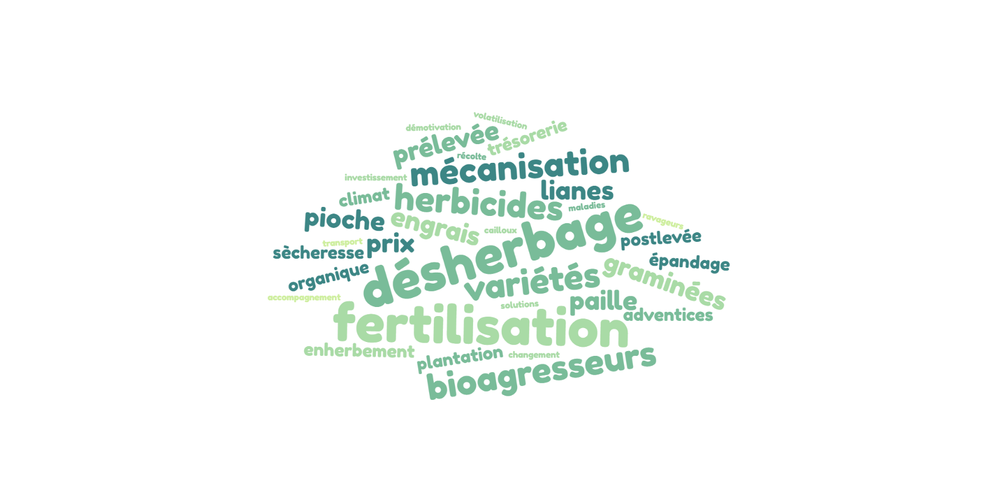 volatilisation
démotivation
trésorerie
prélevée
récolte
mécanisation
investissement
lianes
climat
herbicides
maladies
pioche
engrais
cailloux
ravageurs
désherbage
postlevée
transport
prix
sècheresse
épandage
organique
variétés
graminées
accompagnement
solutions
paille
adventices
fertilisation
enherbement
plantation
changement
bioagresseurs